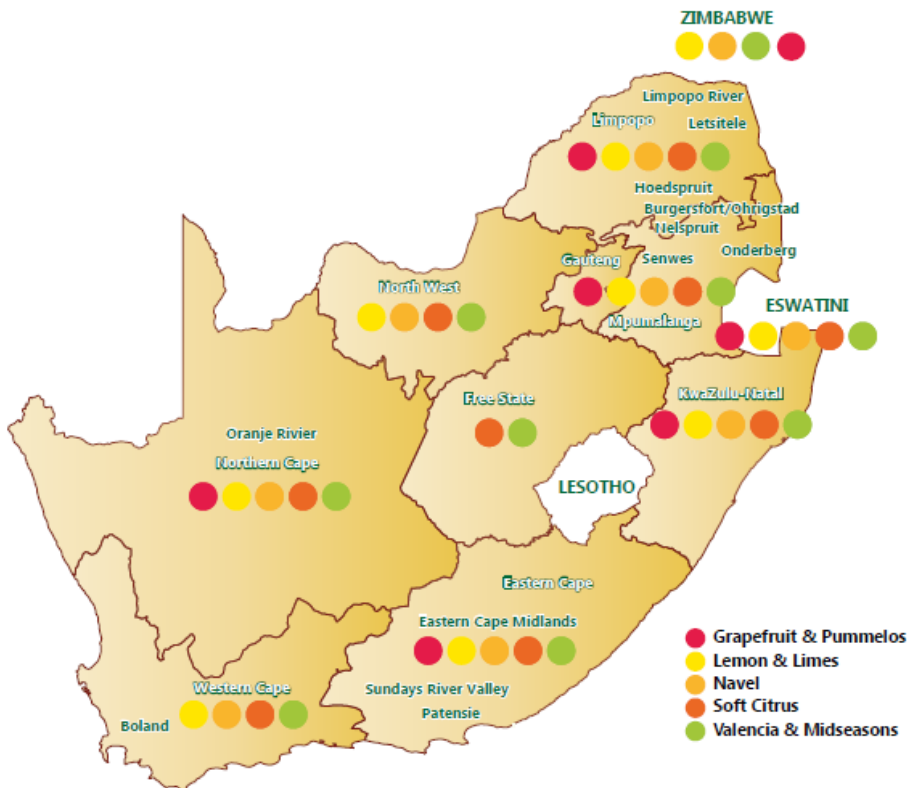 ZIMBABWE
Limpopo River
Limpopo
Letsitele
Hoedspruit
Burgersfort/Ohrigstad
Nelspruit
Onderberg
Gauteng
Senwes
North West
ESWATINI
Mpumalanga
Free State
KwaZulu-Natal
Oranje Rivier
Northern Cape
LESOTHO
Eastern Cape
Eastern Cape Midlands
Western Cape
Sundays River Valley
Patensie
Boland
Grapefruit & Pummelos
Lemon & Limes
Navel
Soft Citrus
Valencia & Midseasons